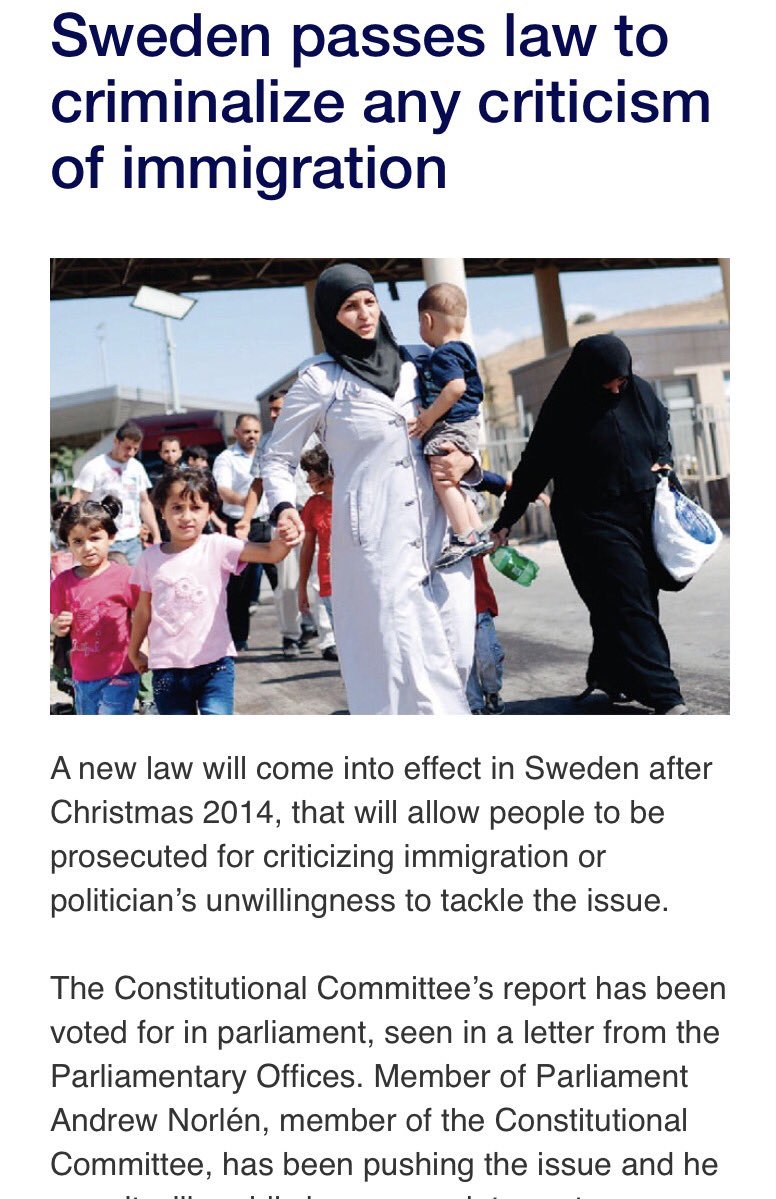 Sweden passes law to
criminalize any criticism
of immigration
A new law will come into effect in Sweden after
Christmas 2014, that will allow people to be
prosecuted for criticizing immigration or
politician’s unwillingness to tackle the issue.
The Constitutional Committee’s report has been
voted for in parliament, seen in a letter from the
Parliamentary Offices. Member of Parliament
Andrew Norlén, member of the Constitutional
Committee, has been pushing the issue and he